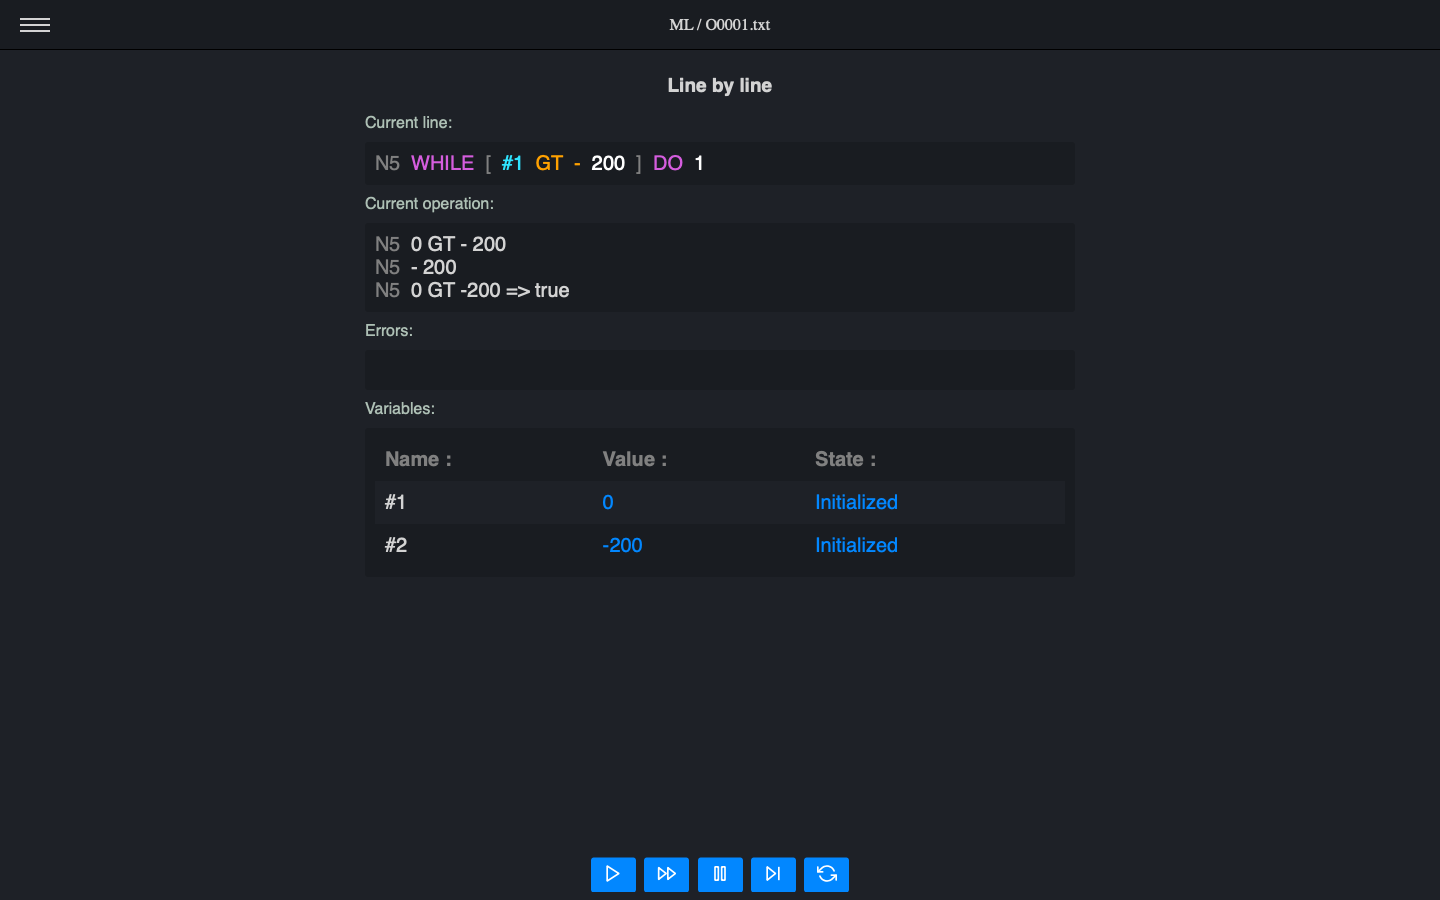 ML / O0001.txt
Line by line
Current line:
N5 WHILE [ #1 GT - 200 ] DO 1
Current operation:
N5 0 GT - 200
N5 - 200
N5 0 GT -200 => true
Errors:
Variables:
Name : Value : State :
#1 0 Initialized
#2 -200 Initialized